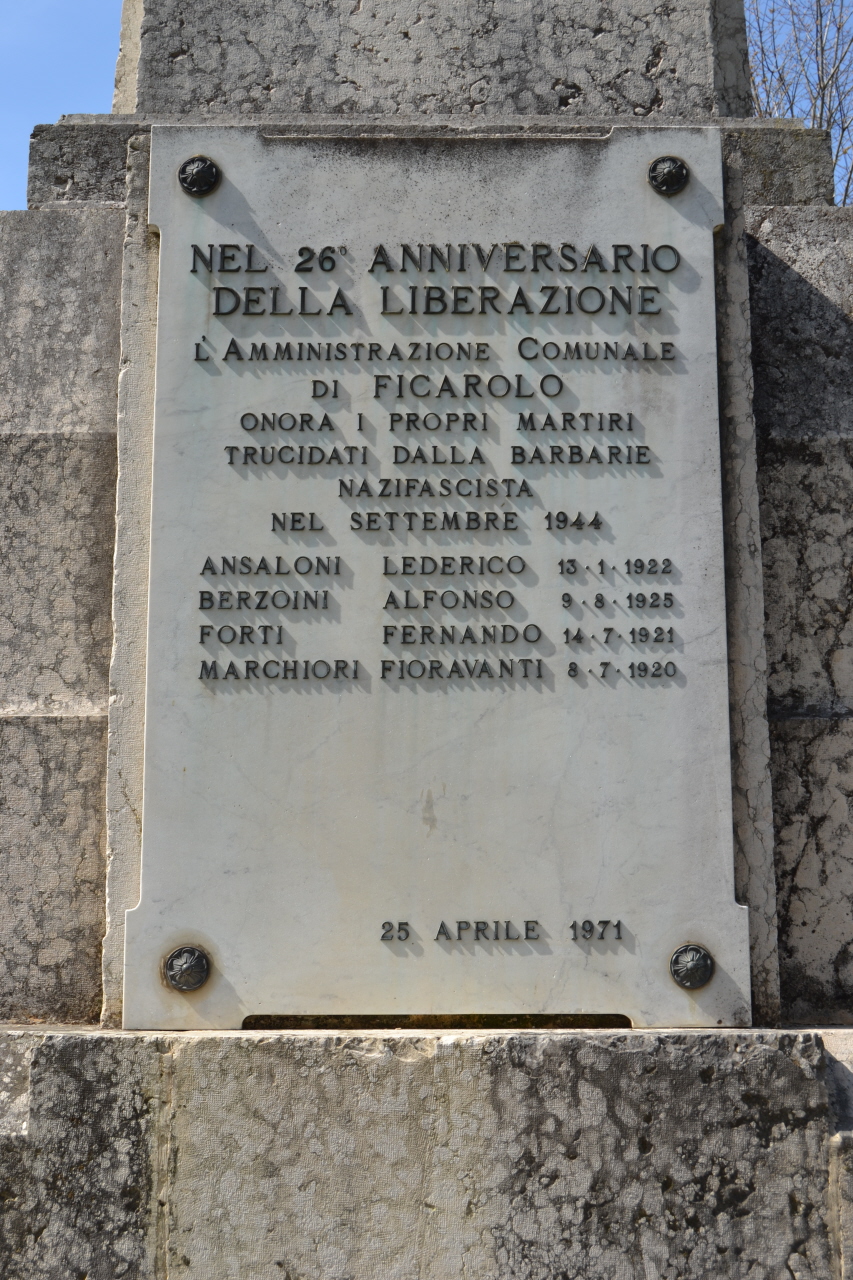 NEL 26° ANNIVERSARIO
DELLA LIBERAZIONE
L'AMMINISTRAZIONE COMUNALE
DI FICAROLO
ONORA I PROPRI MARTIRI
TRUCIDATI DALLA BARBARIE
NAZIFASCISTA
NEL SETTEMBRE 1944
ANSALONI LEDERICO 13·1·1922
BERZOINI ALFONSO 9·8·1925
FORTI FERNANDO 14·7·1921
MARCHIORI FIORAVANTI 8·7·1920
25 APRILE 1971